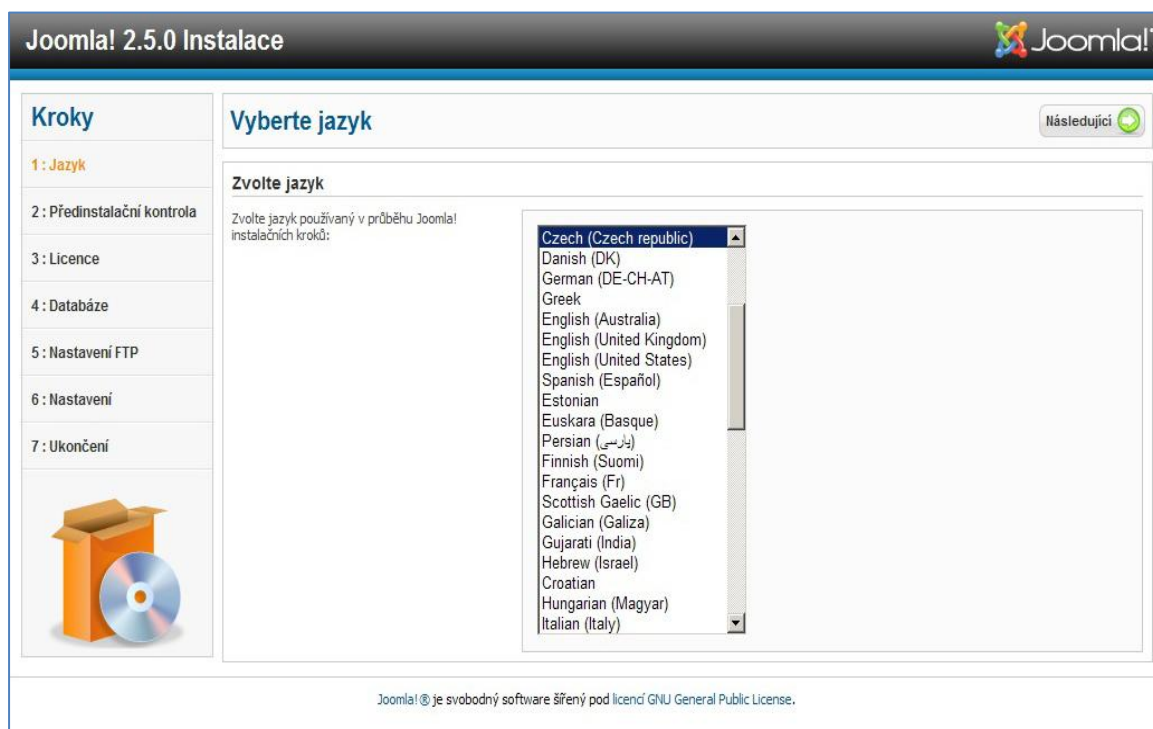 Joomla! 2.5.0 Instalace
Joomla!
Kroky
1 : Jazyk
2 : Předinstalační kontrola
3 : Licence
4 : Databáze
5 : Nastavení FTP
6 : Nastavení
7 : Ukončení
Vyberte jazyk
Následující
Zvolte jazyk
Zvolte jazyk používaný v průběhu Joomla!
instalačních kroků:
Czech (Czech republic)
Danish (DK)
German (DE-CH-AT)
Greek
English (Australia)
English (United Kingdom)
English (United States)
Spanish (Español)
Estonian
Euskara (Basque)
Persian (پارسی)
Finnish (Suomi)
Français (Fr)
Scottish Gaelic (GB)
Galician (Galiza)
Gujarati (India)
Hebrew (Israel)
Croatian
Hungarian (Magyar)
Italian (Italy)
Joomla! ® je svobodný software šířený pod licencí GNU General Public License.